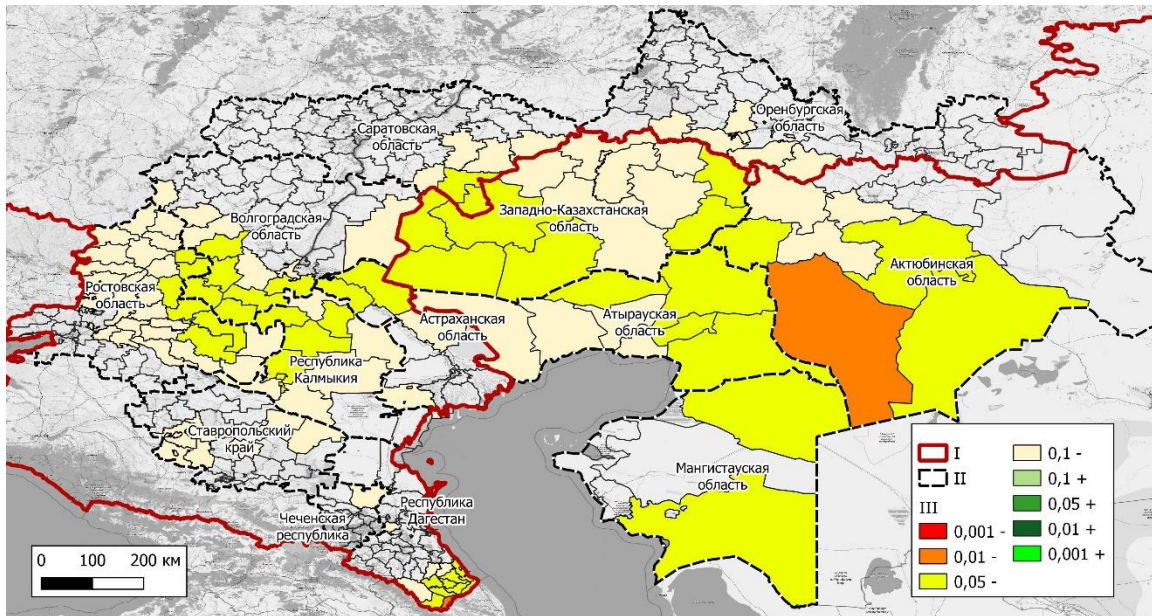 Оренбургская
область
Саратовская
область
Западно-Казахстанская
область
Волгоградская
область
Актюбинская
область
Ростовская
область
Астраханская
область
Атырауская
область
Республика
Калмыкия
Ставропольский
край
Мангистауская
область
Республика
Дагестан
Чеченская
республика
0 100 200 км
I
II
III
0,001 -
0,01 -
0,05 -
0,1 -
0,1 +
0,05 +
0,01 +
0,001 +